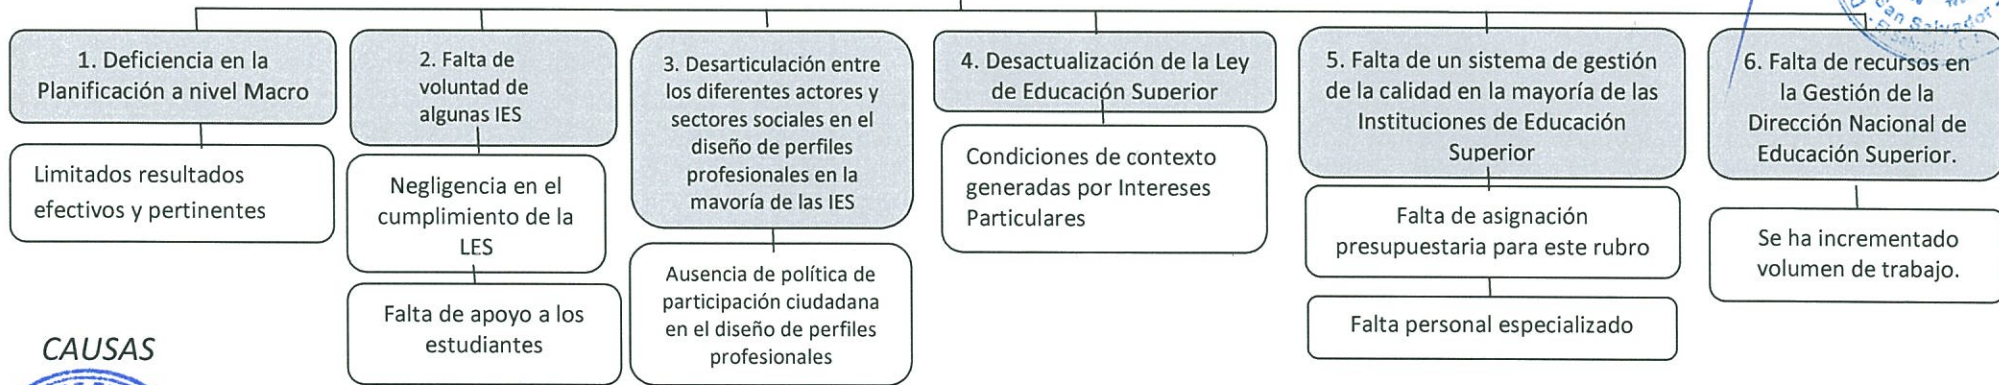 1. Deficiencia en la
Planificación a nivel Macro
Limitados resultados
efectivos y pertinentes
2. Falta de
voluntad de
algunas IES
Negligencia en el
cumplimiento de la
LES
Falta de apoyo a los
estudiantes
3. Desarticulación entre
los diferentes actores y
sectores sociales en el
diseño de perfiles
profesionales en la
mayoría de las IES
Ausencia de política de
participación ciudadana
en el diseño de perfiles
profesionales
4. Desactualización de la Ley
de Educación Superior
Condiciones de contexto
generadas por Intereses
Particulares
5. Falta de un sistema de gestión
de la calidad en la mayoría de las
Instituciones de Educación
Superior
Falta de asignación
presupuestaria para este rubro
Falta personal especializado
6. Falta de recursos en
la Gestión de la
Dirección Nacional de
Educación Superior.
Se ha incrementado
volumen de trabajo.
CAUSAS
San Salvador